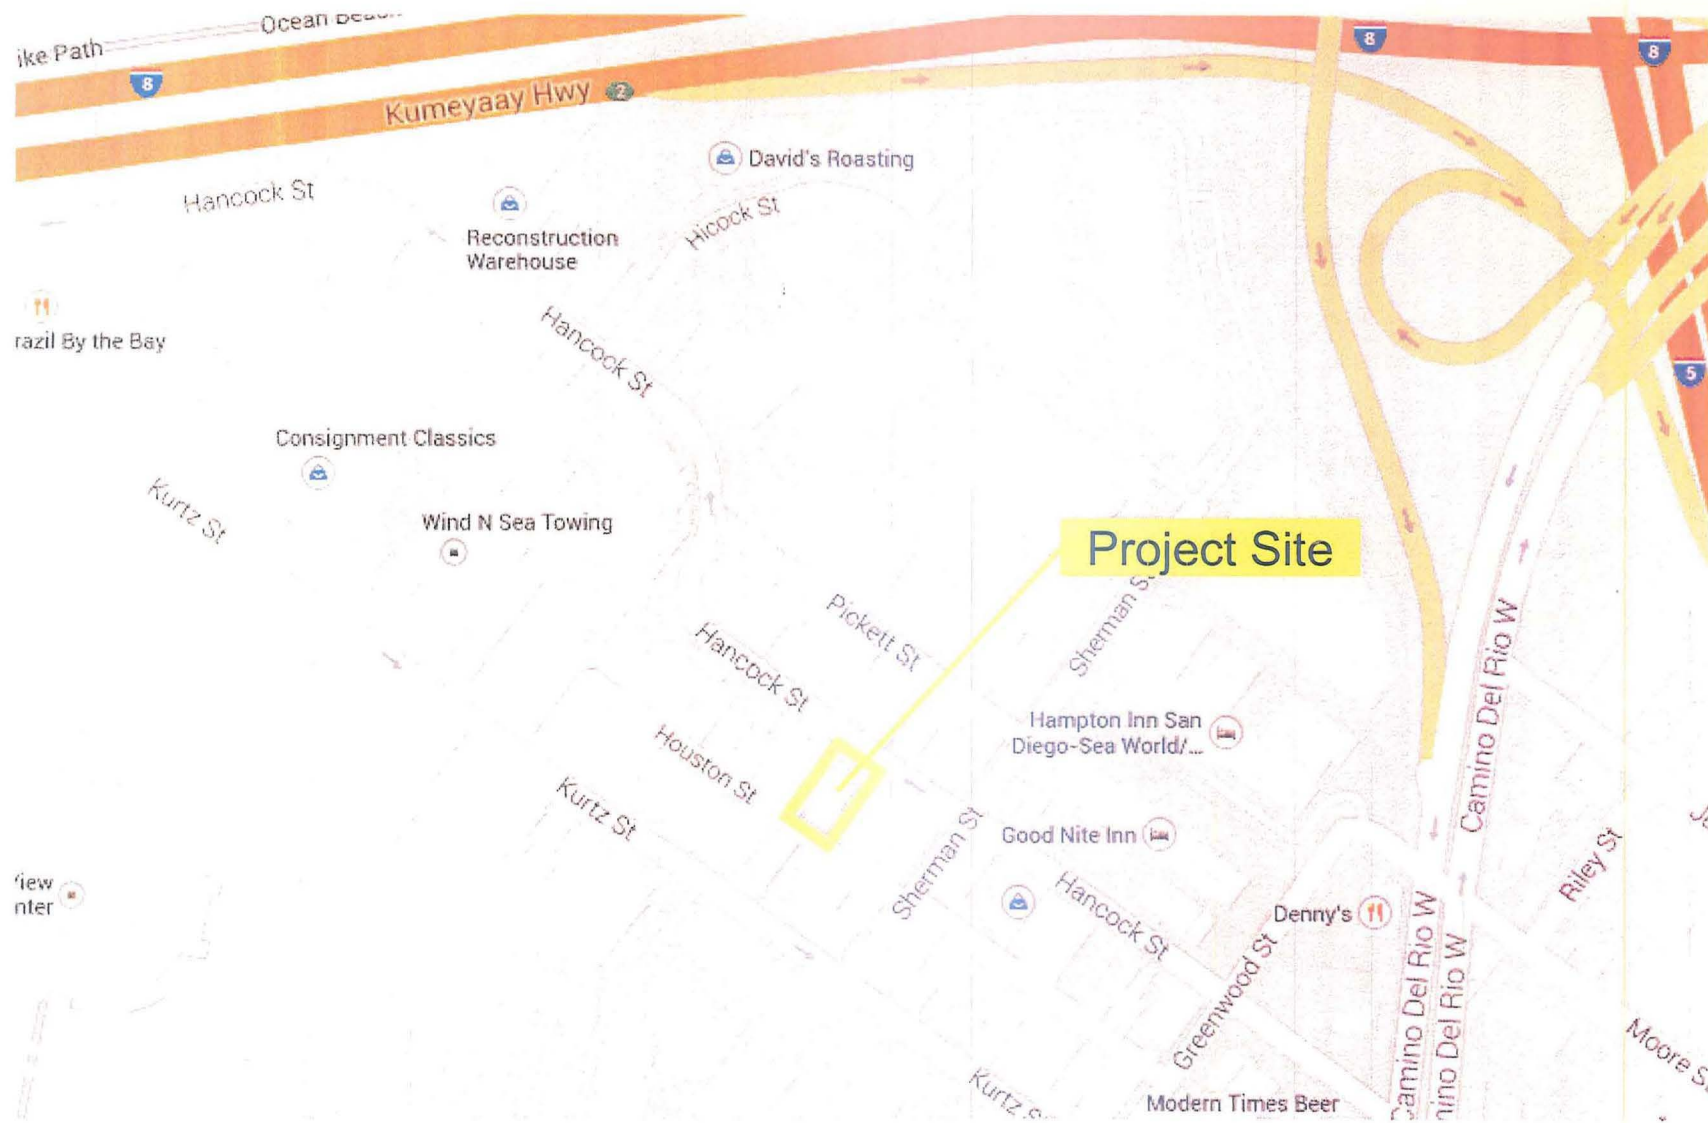 Ocean
ike Path
8
8
8
Kumeyaay Hwy
2
David's Roasting
Hancock St
Hicock St
Reconstruction
Warehouse
razil By the Bay
Hancock St
5
Consignment Classics
Kurtz St
Wind N Sea Towing
Project Site
Pickett St
Sherman
Hancock St
Camino Del Rio W
Hampton Inn San
Diego-Sea World/...
Houston St
Kurtz St
Good Nite Inn
Sherman St
Riley St
iew
nter
Hancock St
Denny's
Camino Del Rio W
mino Del Rio W
Greenwood St
Moore S
Kurtz
Modern Times Beer